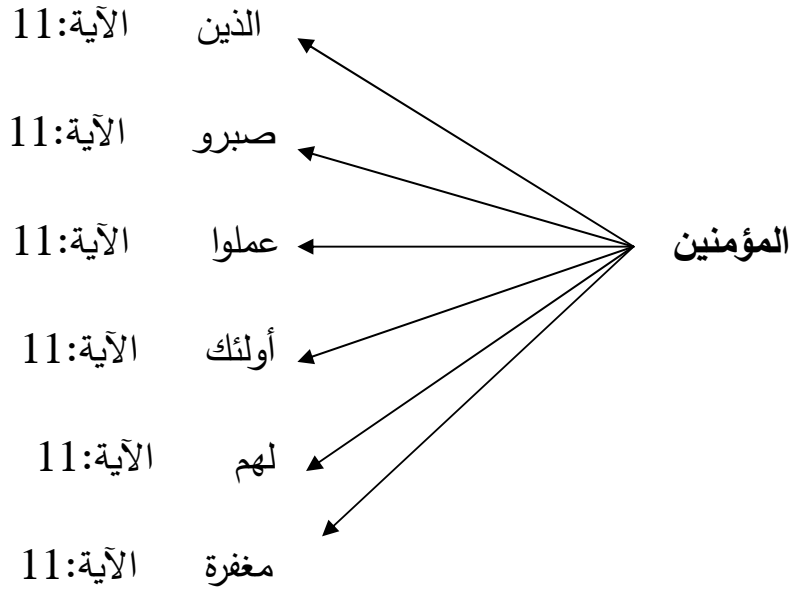 الذين الآية:11
صبرو الآية:11
المؤمنين
عملوا الآية:11
أولئك الآية:11
لهم الآية:11
مغفرة الآية:11